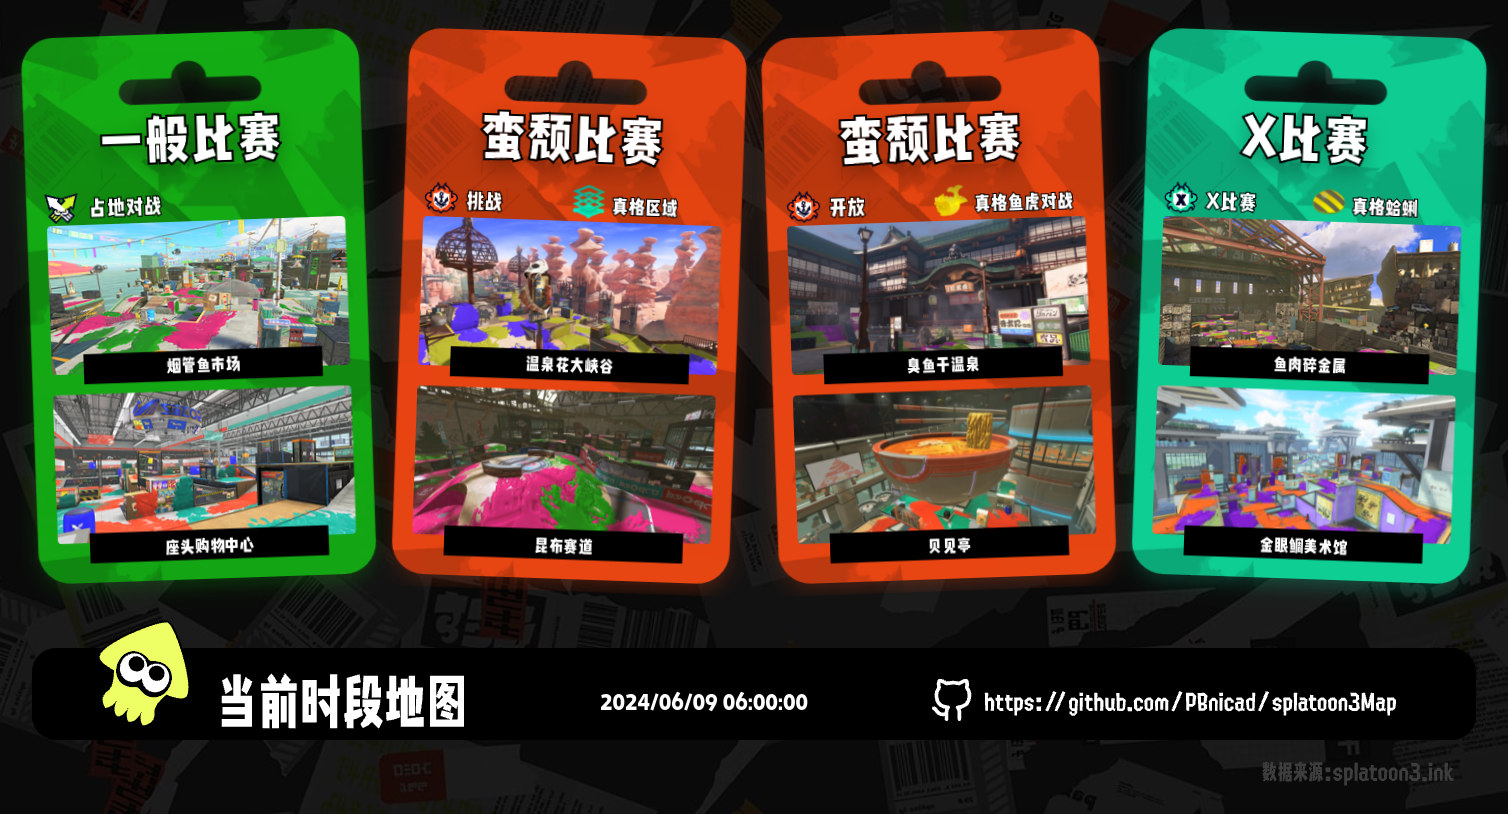 一般比赛
占地对战
烟管鱼市场
座头购物中心
蛮颓比赛
挑战
真格区域
温泉花大峡谷
昆布赛道
蛮颓比赛
开放
真格鱼虎对战
臭鱼干温泉
贝见亭
X比赛
X比赛
真格蛤蜊
鱼肉碎金属
金眼鲷美术馆
当前时段地图
2024/06/09 06:00:00
https://github.com/PBnicad/splatoon3Map
数据来源:splatoon3.ink